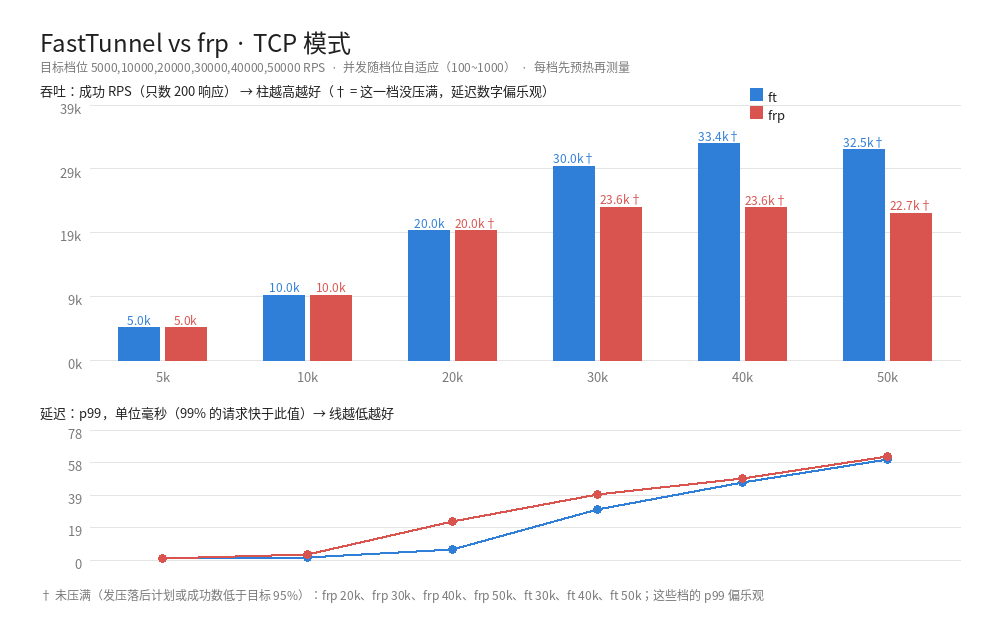 FastTunnel vs frp · TCP 模式
目标档位 5000,10000,20000,30000,40000,50000 RPS · 并发随档位自适应（100~1000） · 每档先预热再测量
吞吐：成功 RPS（只数 200 响应） → 柱越高越好（† = 这一档没压满，延迟数字偏乐观）
ft
frp
39k
29k
19k
9k
0k
5.0k 5.0k
10.0k 10.0k
20.0k 20.0k †
30.0k † 23.6k †
33.4k † 23.6k †
32.5k † 22.7k †
5k 10k 20k 30k 40k 50k
延迟：p99，单位毫秒（99% 的请求快于此值）→ 线越低越好
78
58
39
19
0
† 未压满（发压落后计划或成功数低于目标 95%）：frp 20k、frp 30k、frp 40k、frp 50k、ft 30k、ft 40k、ft 50k；这些档的 p99 偏乐观